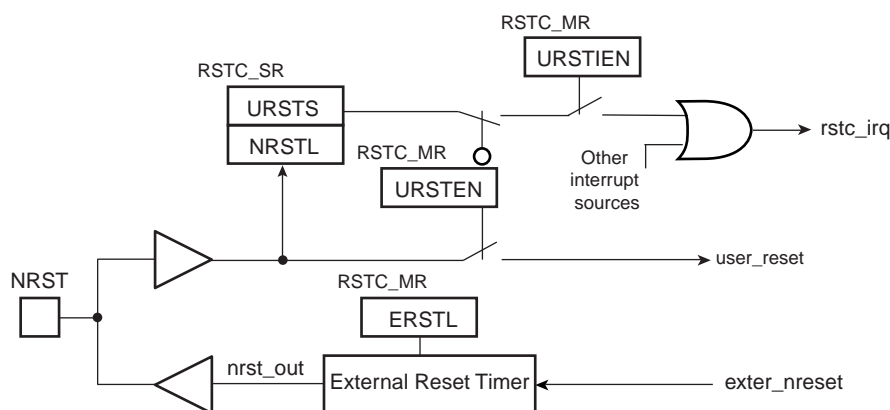 RSTC_MR
URSTIEN
RSTC_SR
URSTS
NRSTL
rstc_irq
RSTC_MR
Other
interrupt
sources
URSTEN
NRST
user_reset
RSTC_MR
ERSTL
nrst_out
External Reset Timer
exter_nreset